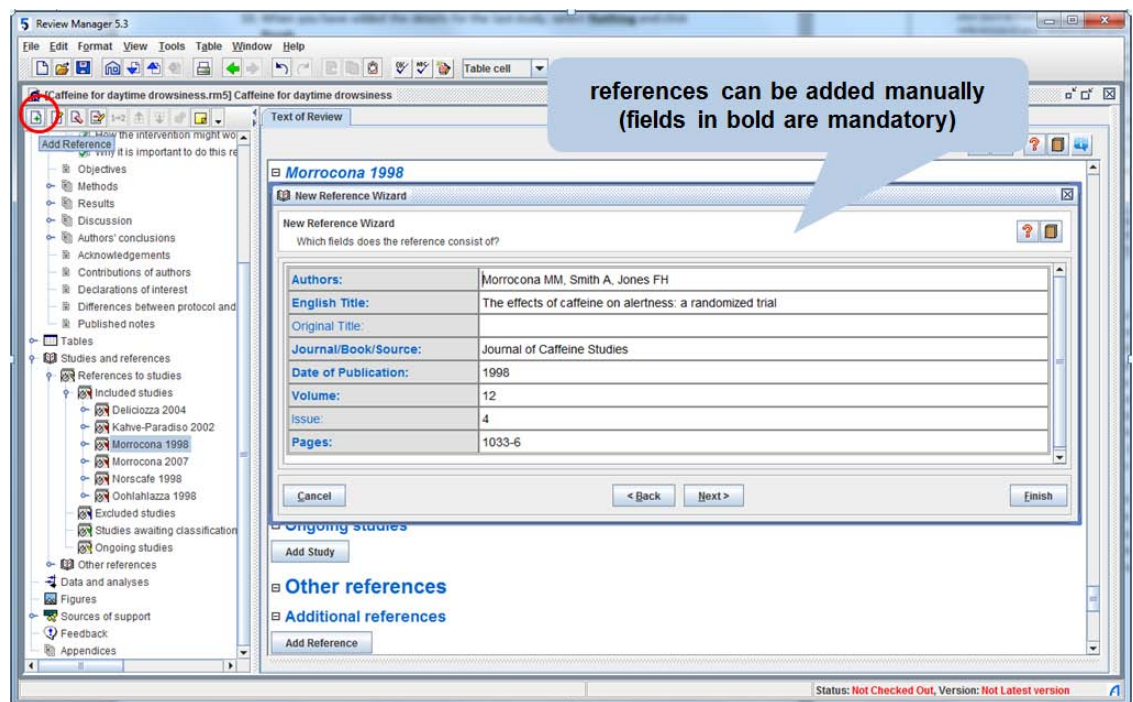 Review Manager 5.3
File Edit Format View Tools Table Window Help
Table cell
references can be added manually
(fields in bold are mandatory)
[Caffeine for daytime drowsiness.rm5] Caffeine for daytime drowsiness
Text of Review
Add Reference
How the intervention might wo
Why it is important to do this re
Objectives
Methods
Results
Discussion
Authors' conclusions
Acknowledgements
Contributions of authors
Declarations of interest
Differences between protocol and
Published notes
Tables
Studies and references
References to studies
Included studies
Deliciozza 2004
Kahve-Paradiso 2002
Morrocona 1998
Morrocona 2007
Norscafe 1998
Oohlahlazza 1998
Excluded studies
Studies awaiting classification
Ongoing studies
Other references
Data and analyses
Figures
Sources of support
Feedback
Appendices
Morrocona 1998
New Reference Wizard
New Reference Wizard
Which fields does the reference consist of?
Authors: Morrocona MM, Smith A, Jones FH
English Title: The effects of caffeine on alertness: a randomized trial
Original Title:
Journal/Book/Source: Journal of Caffeine Studies
Date of Publication: 1998
Volume: 12
Issue: 4
Pages: 1033-6
Cancel < Back Next > Finish
Ongoing studies
Add Study
Other references
Additional references
Add Reference
Status: Not Checked Out, Version: Not Latest version